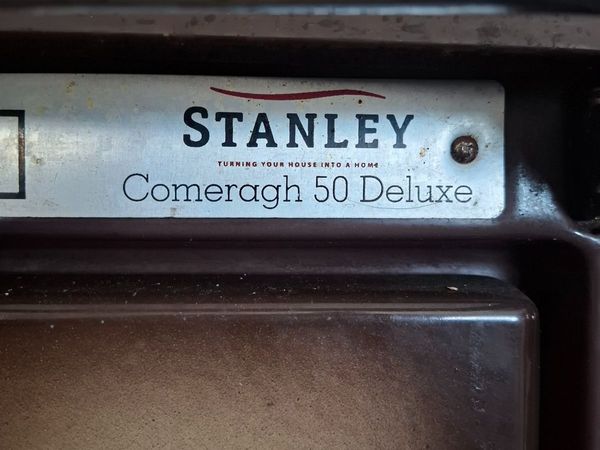 STANLEY
TURNING YOUR HOUSE INTO A HOME
Comeragh 50 Deluxe